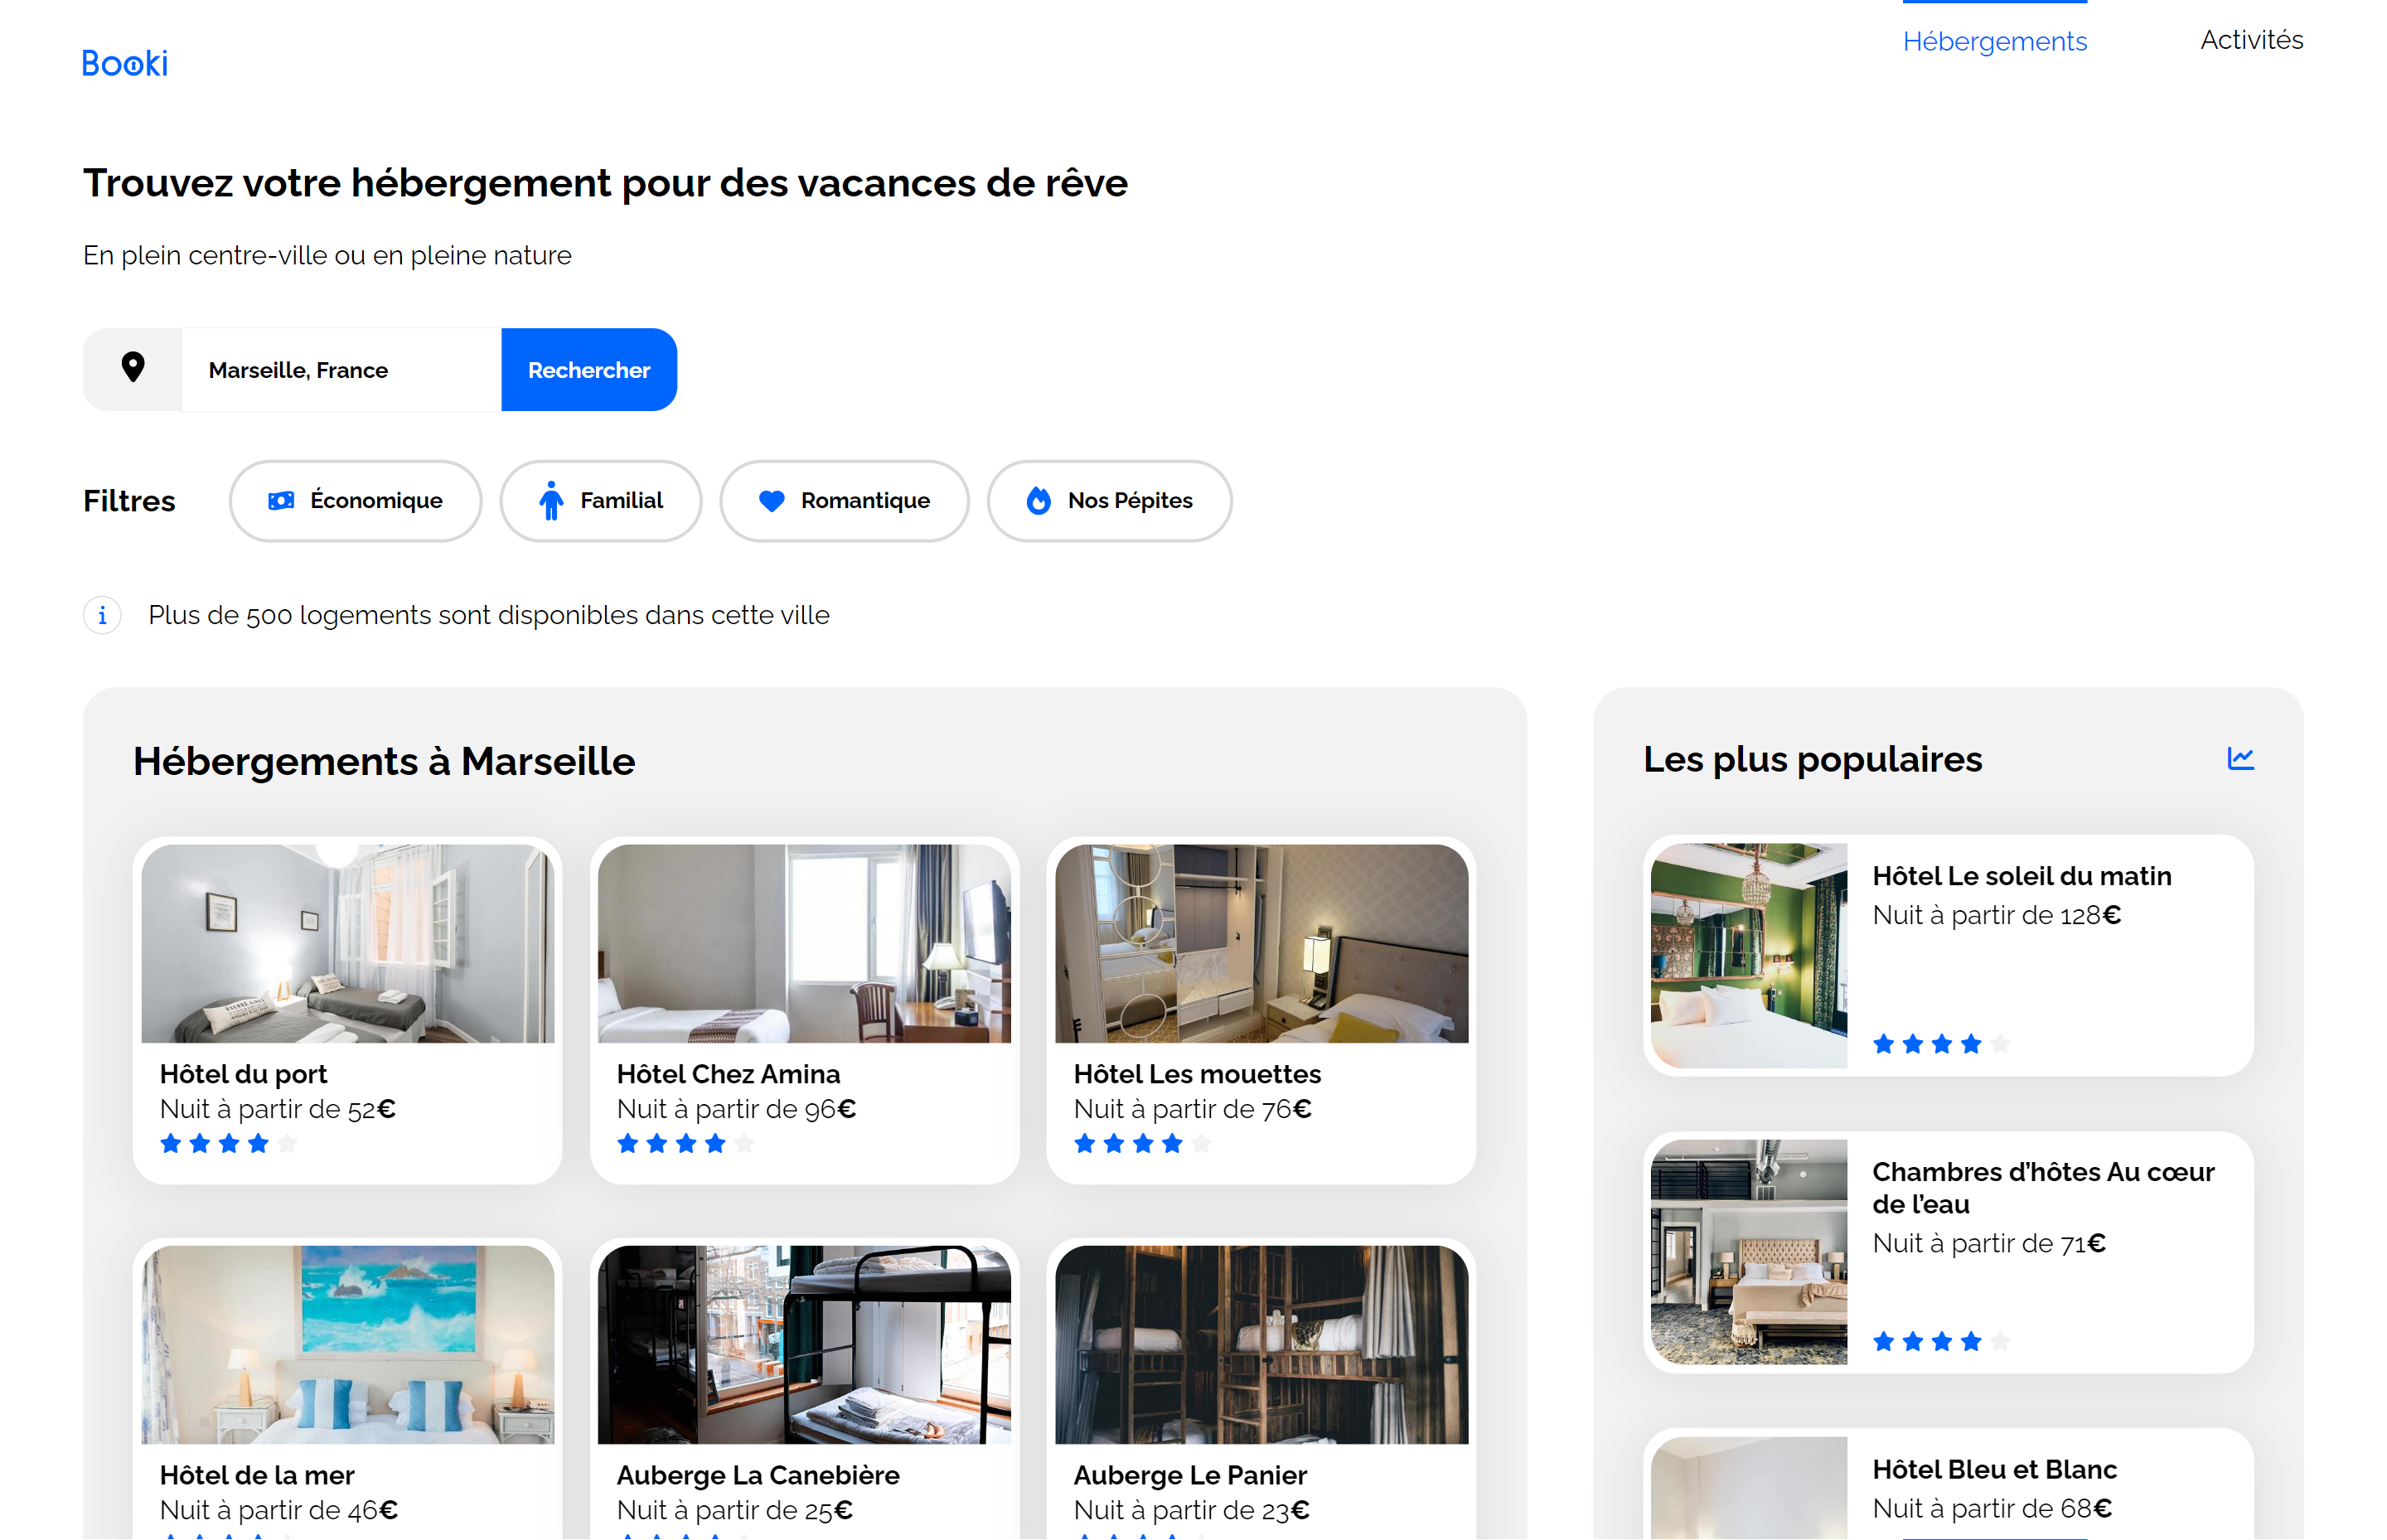 Booki
Hébergements
Activités
Trouvez votre hébergement pour des vacances de rêve
En plein centre-ville ou en pleine nature
Marseille, France
Rechercher
Filtres
Économique
Familial
Romantique
Nos Pépites
Plus de 500 logements sont disponibles dans cette ville
Hébergements à Marseille
Hôtel du port
Nuit à partir de 52€
Hôtel Chez Amina
Nuit à partir de 96€
Hôtel Les mouettes
Nuit à partir de 76€
Hôtel de la mer
Nuit à partir de 46€
Auberge La Canebière
Nuit à partir de 25€
Auberge Le Panier
Nuit à partir de 23€
Les plus populaires
Hôtel Le soleil du matin
Nuit à partir de 128€
Chambres d’hôtes Au cœur
de l’eau
Nuit à partir de 71€
Hôtel Bleu et Blanc
Nuit à partir de 68€